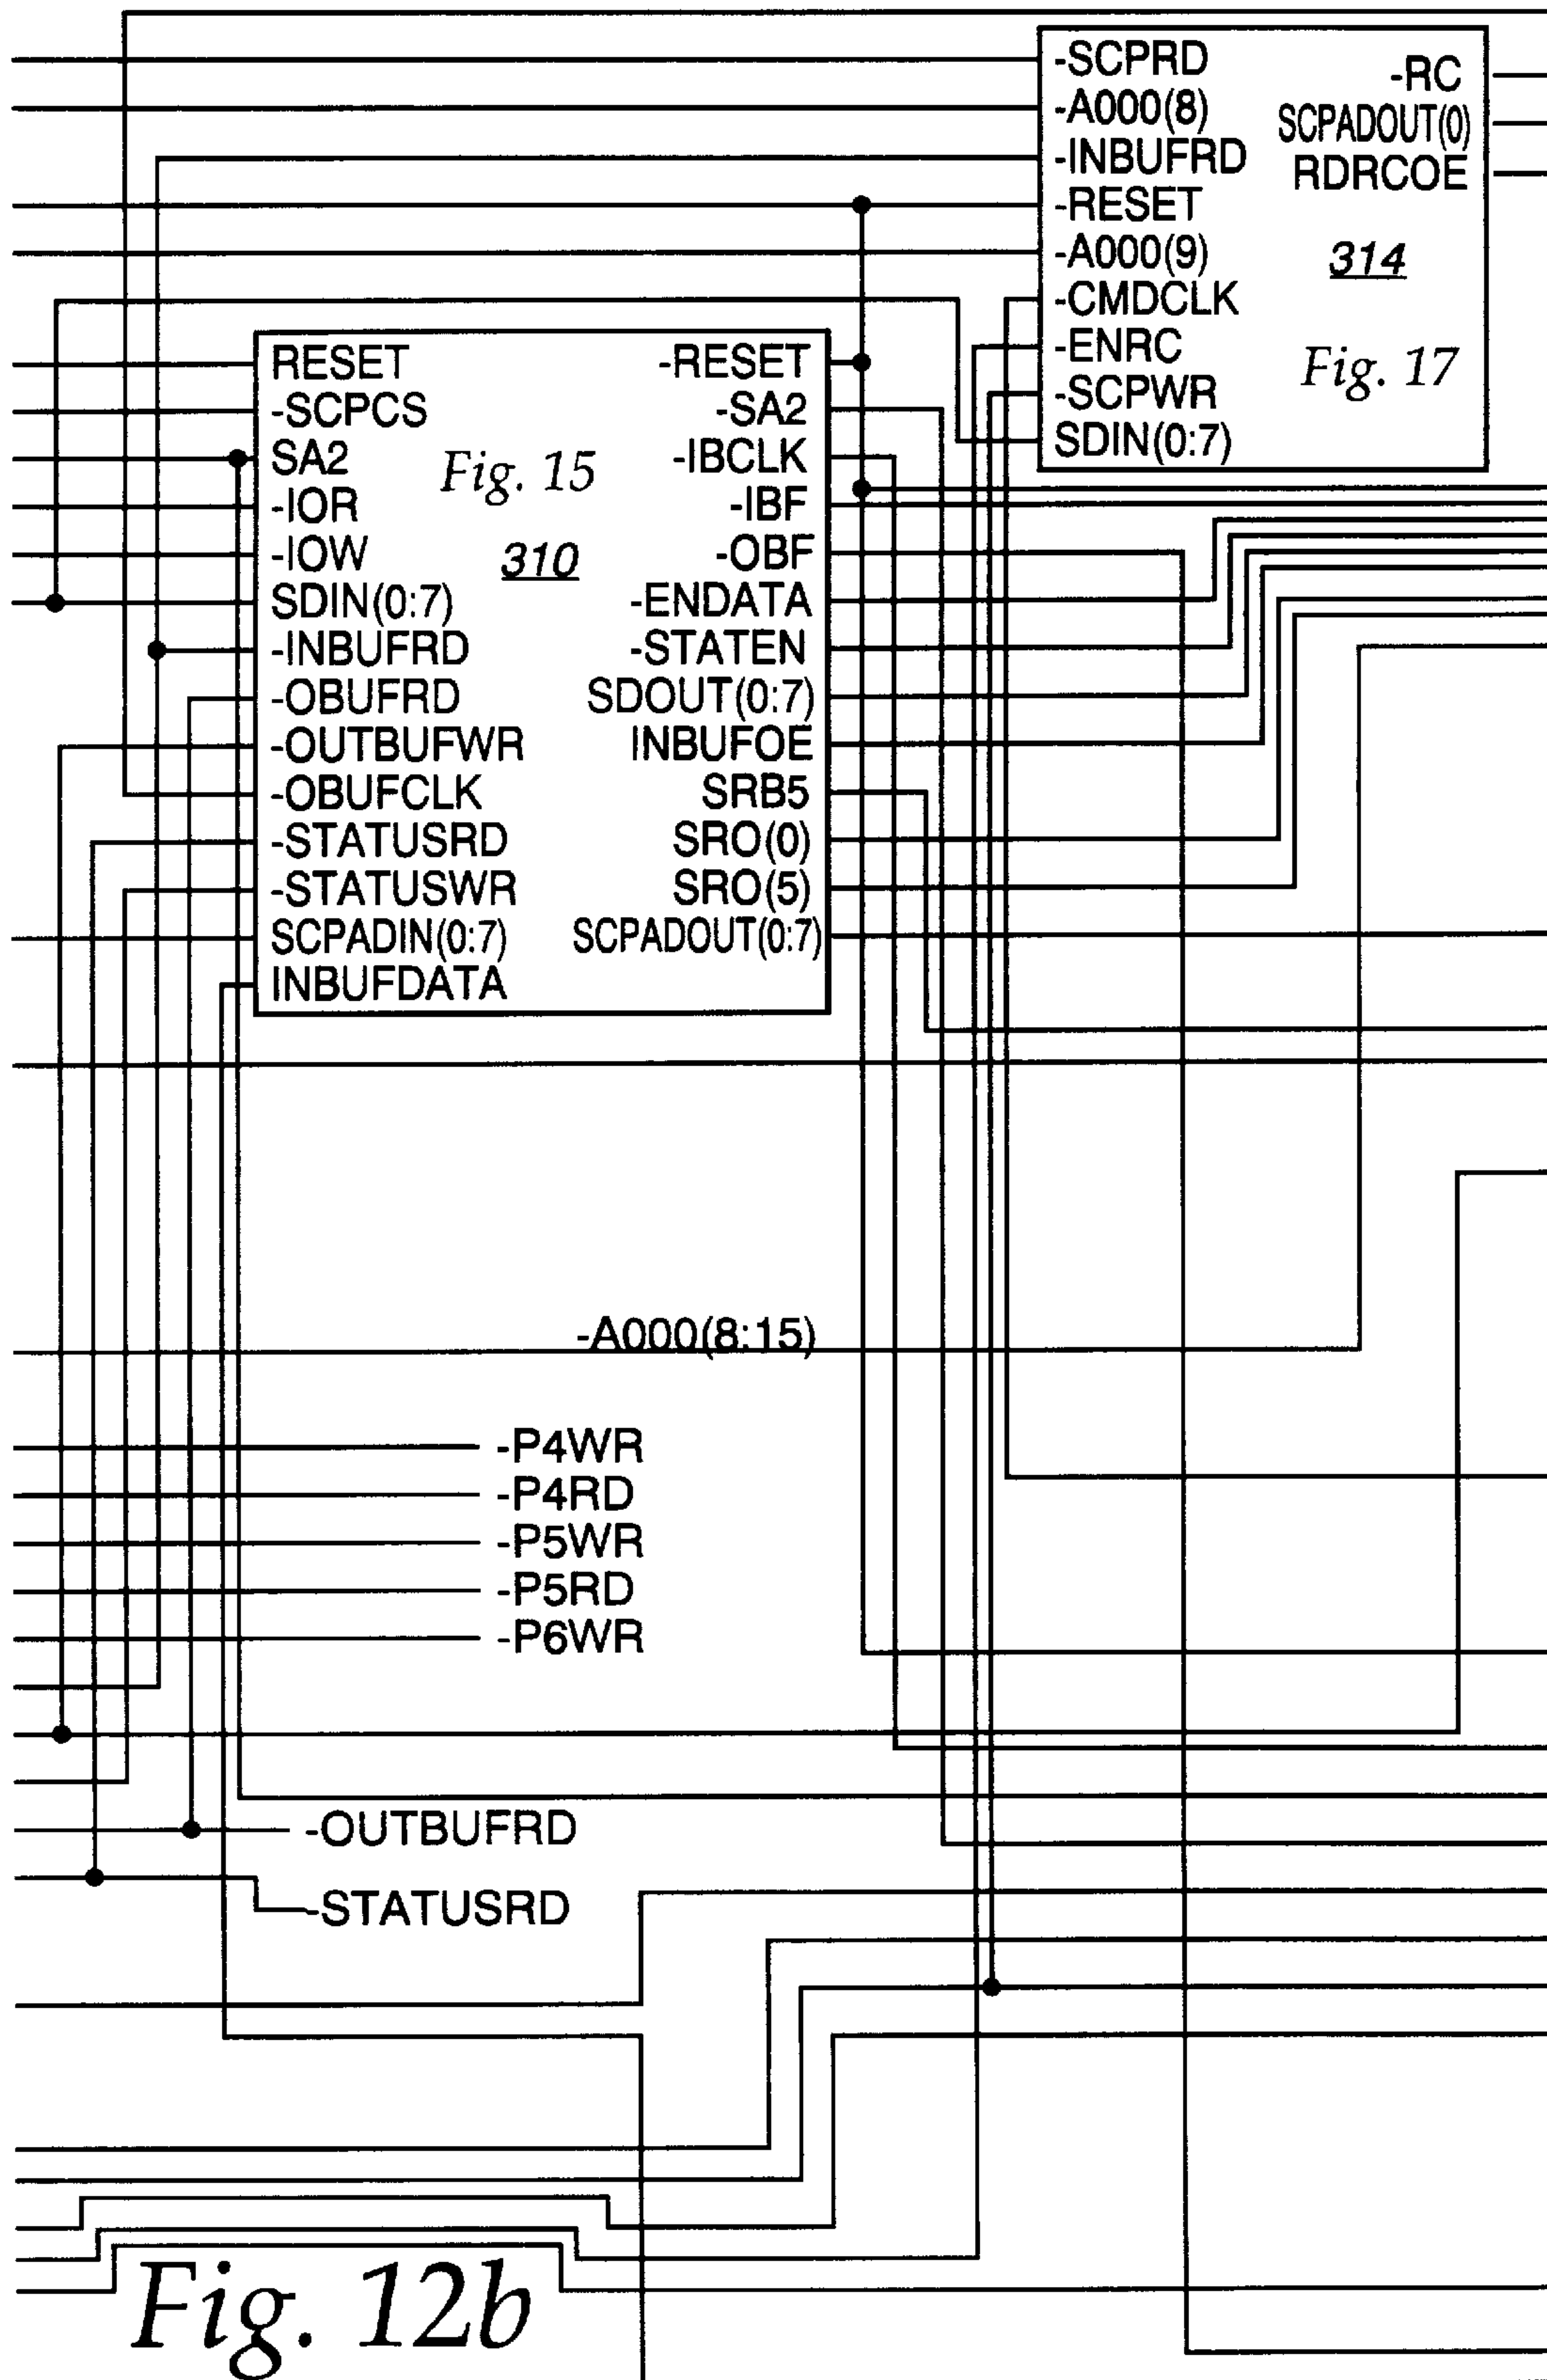 -SCPRD
-RC
-A000(8)
SCPADOUT(0)
-INBUFRD
RDRCOE
-RESET
-A000(9)
314
-CMDCLK
-ENRC
Fig. 17
-SCPWR
SDIN(0:7)
RESET
-RESET
-SCPCS
-SA2
SA2
Fig. 15
-IBCLK
-IOR
-IBF
-IOW
310
-OBF
SDIN(0:7)
-ENDATA
-INBUFRD
-STATEN
-OBUFRD
SDOUT(0:7)
-OUTBUFWR
INBUFOE
-OBUFCLK
SRB5
-STATUSRD
SRO(0)
-STATUSWR
SRO(5)
SCPADIN(0:7)
SCPADOUT(0:7)
INBUFDATA
-A000(8:15)
-P4WR
-P4RD
-P5WR
-P5RD
-P6WR
-OUTBUFRD
-STATUSRD
Fig. 12b